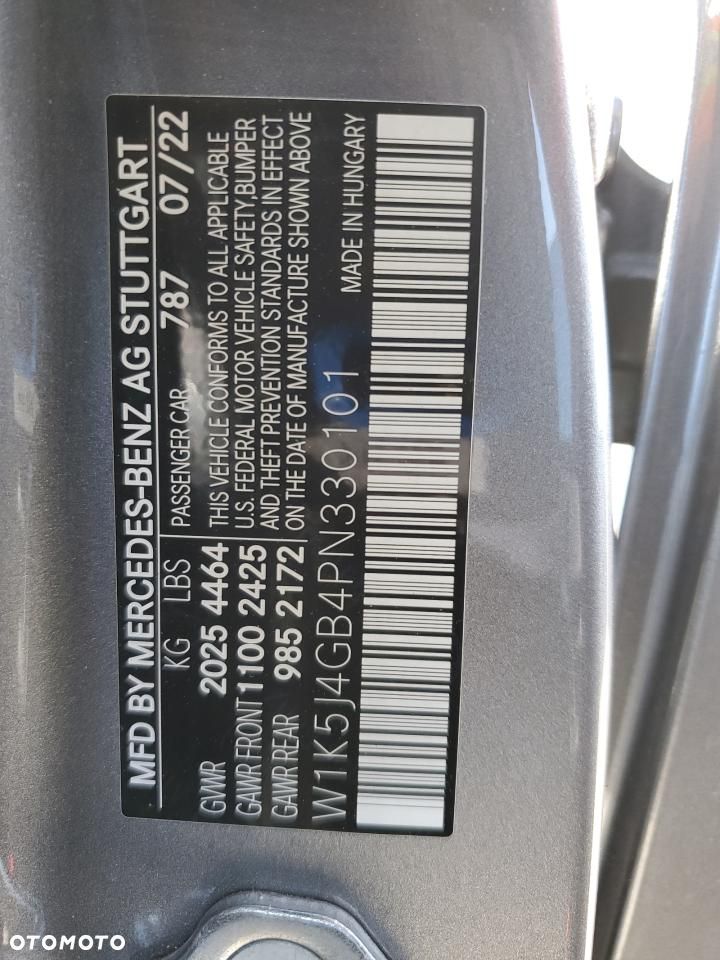 MFD BY MERCEDES-BENZ AG STUTTGART
KG LBS PASSENGER CAR 787 07/22
GVWR 2025 4464 THIS VEHICLE CONFORMS TO ALL APPLICABLE
GAWR FRONT 1100 2425 U.S. FEDERAL MOTOR VEHICLE SAFETY,BUMPER
AND THEFT PREVENTION STANDARDS IN EFFECT
GAWR REAR 985 2172 ON THE DATE OF MANUFACTURE SHOWN ABOVE
W1K5J4GB4PN330101 MADE IN HUNGARY
OTOMOTO